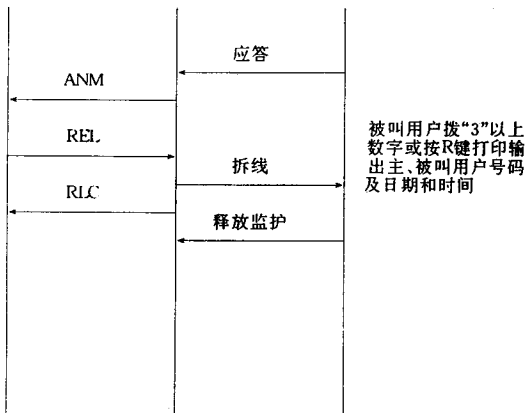 应答
ANM
REL
被叫用户拨“3”以上
数字或按R键打印输
出主、被叫用户号码
及日期和时间
拆线
RLC
释放监护